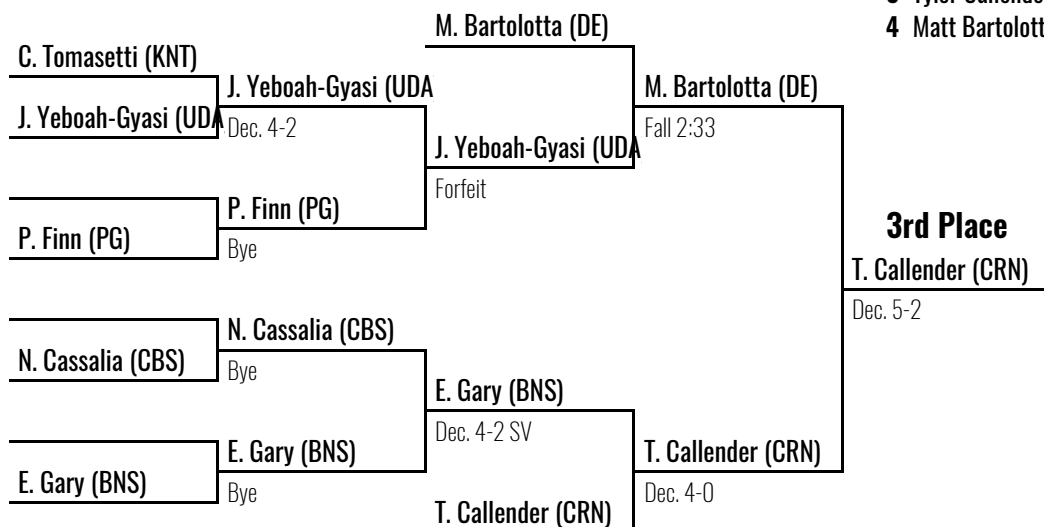 3 Tyler Callende
4 Matt Bartolott
C. Tomasetti (KNT)
J. Yeboah-Gyasi (UDA
P. Finn (PG)
N. Cassalia (CBS)
E. Gary (BNS)
J. Yeboah-Gyasi (UDA
Dec. 4-2
P. Finn (PG)
Bye
N. Cassalia (CBS)
Bye
E. Gary (BNS)
Bye
M. Bartolotta (DE)
J. Yeboah-Gyasi (UDA
Forfeit
E. Gary (BNS)
Dec. 4-2 SV
T. Callender (CRN)
M. Bartolotta (DE)
Fall 2:33
T. Callender (CRN)
Dec. 4-0
3rd Place
T. Callender (CRN)
Dec. 5-2